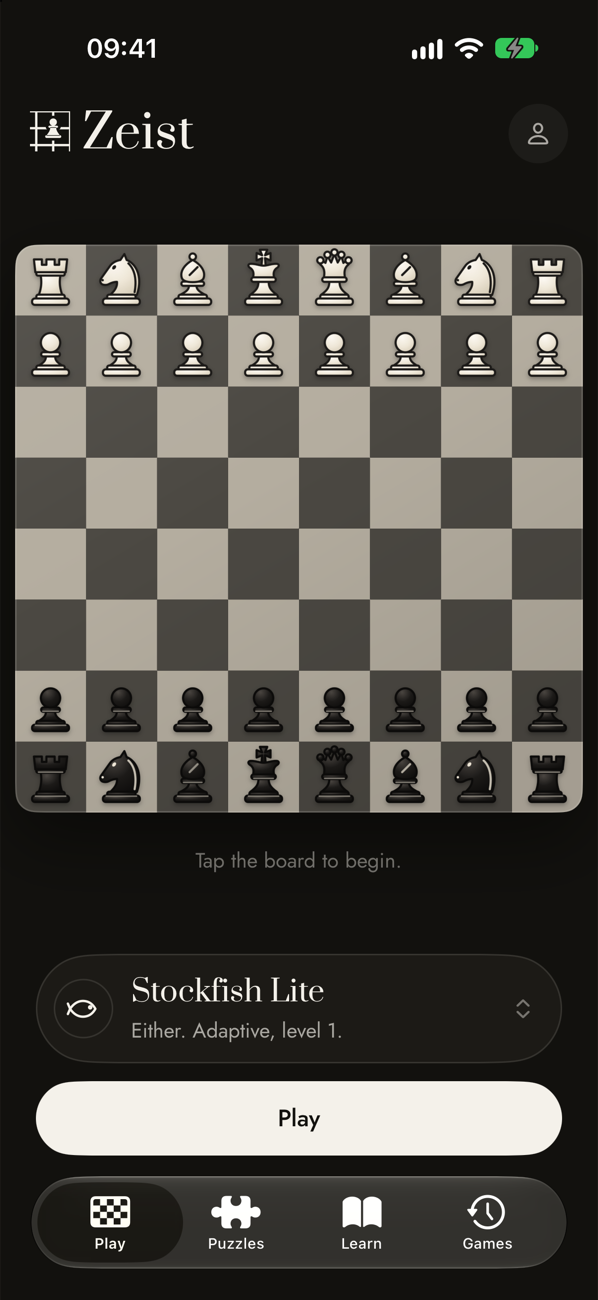 09:41
Zeist
Tap the board to begin.
Stockfish Lite
Either. Adaptive, level 1.
Play
Play
Puzzles
Learn
Games